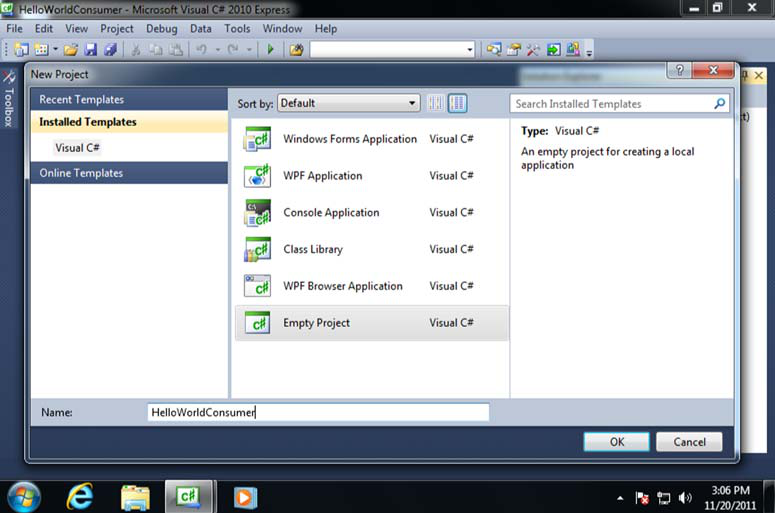 HelloWorldConsumer - Microsoft Visual C# 2010 Express
File Edit View Project Debug Data Tools Window Help
New Project
Recent Templates
Installed Templates
Visual C#
Online Templates
Sort by: Default
Search Installed Templates
Windows Forms Application Visual C#
WPF Application Visual C#
Console Application Visual C#
Class Library Visual C#
WPF Browser Application Visual C#
Empty Project Visual C#
Type: Visual C#
An empty project for creating a local
application
Name: HelloWorldConsumer
OK Cancel
Toolbox
ct)
3:06 PM
11/20/2011